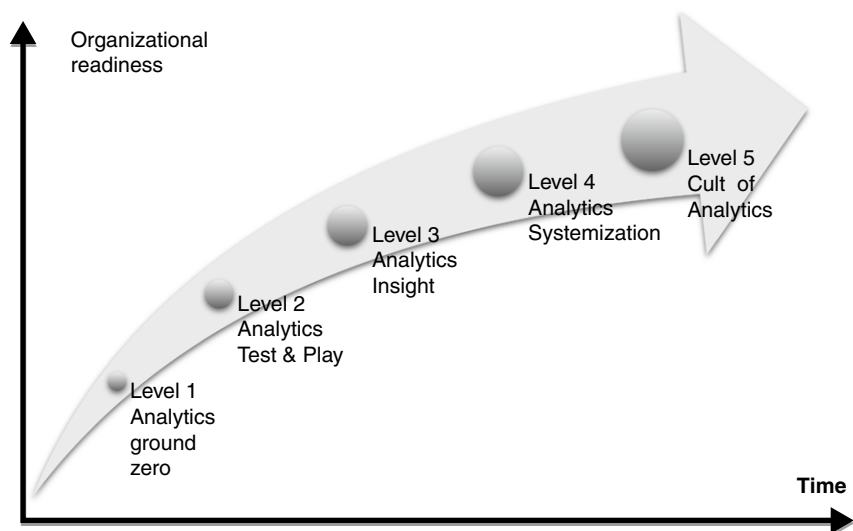 Organizational
readiness
Level 5
Cult of
Analytics
Level 4
Analytics
Systemization
Level 3
Analytics
Insight
Level 2
Analytics
Test & Play
Level 1
Analytics
ground
zero
Time